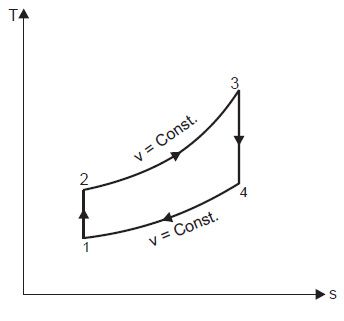 T
3
v = Const.
2
4
v = Const.
1
s